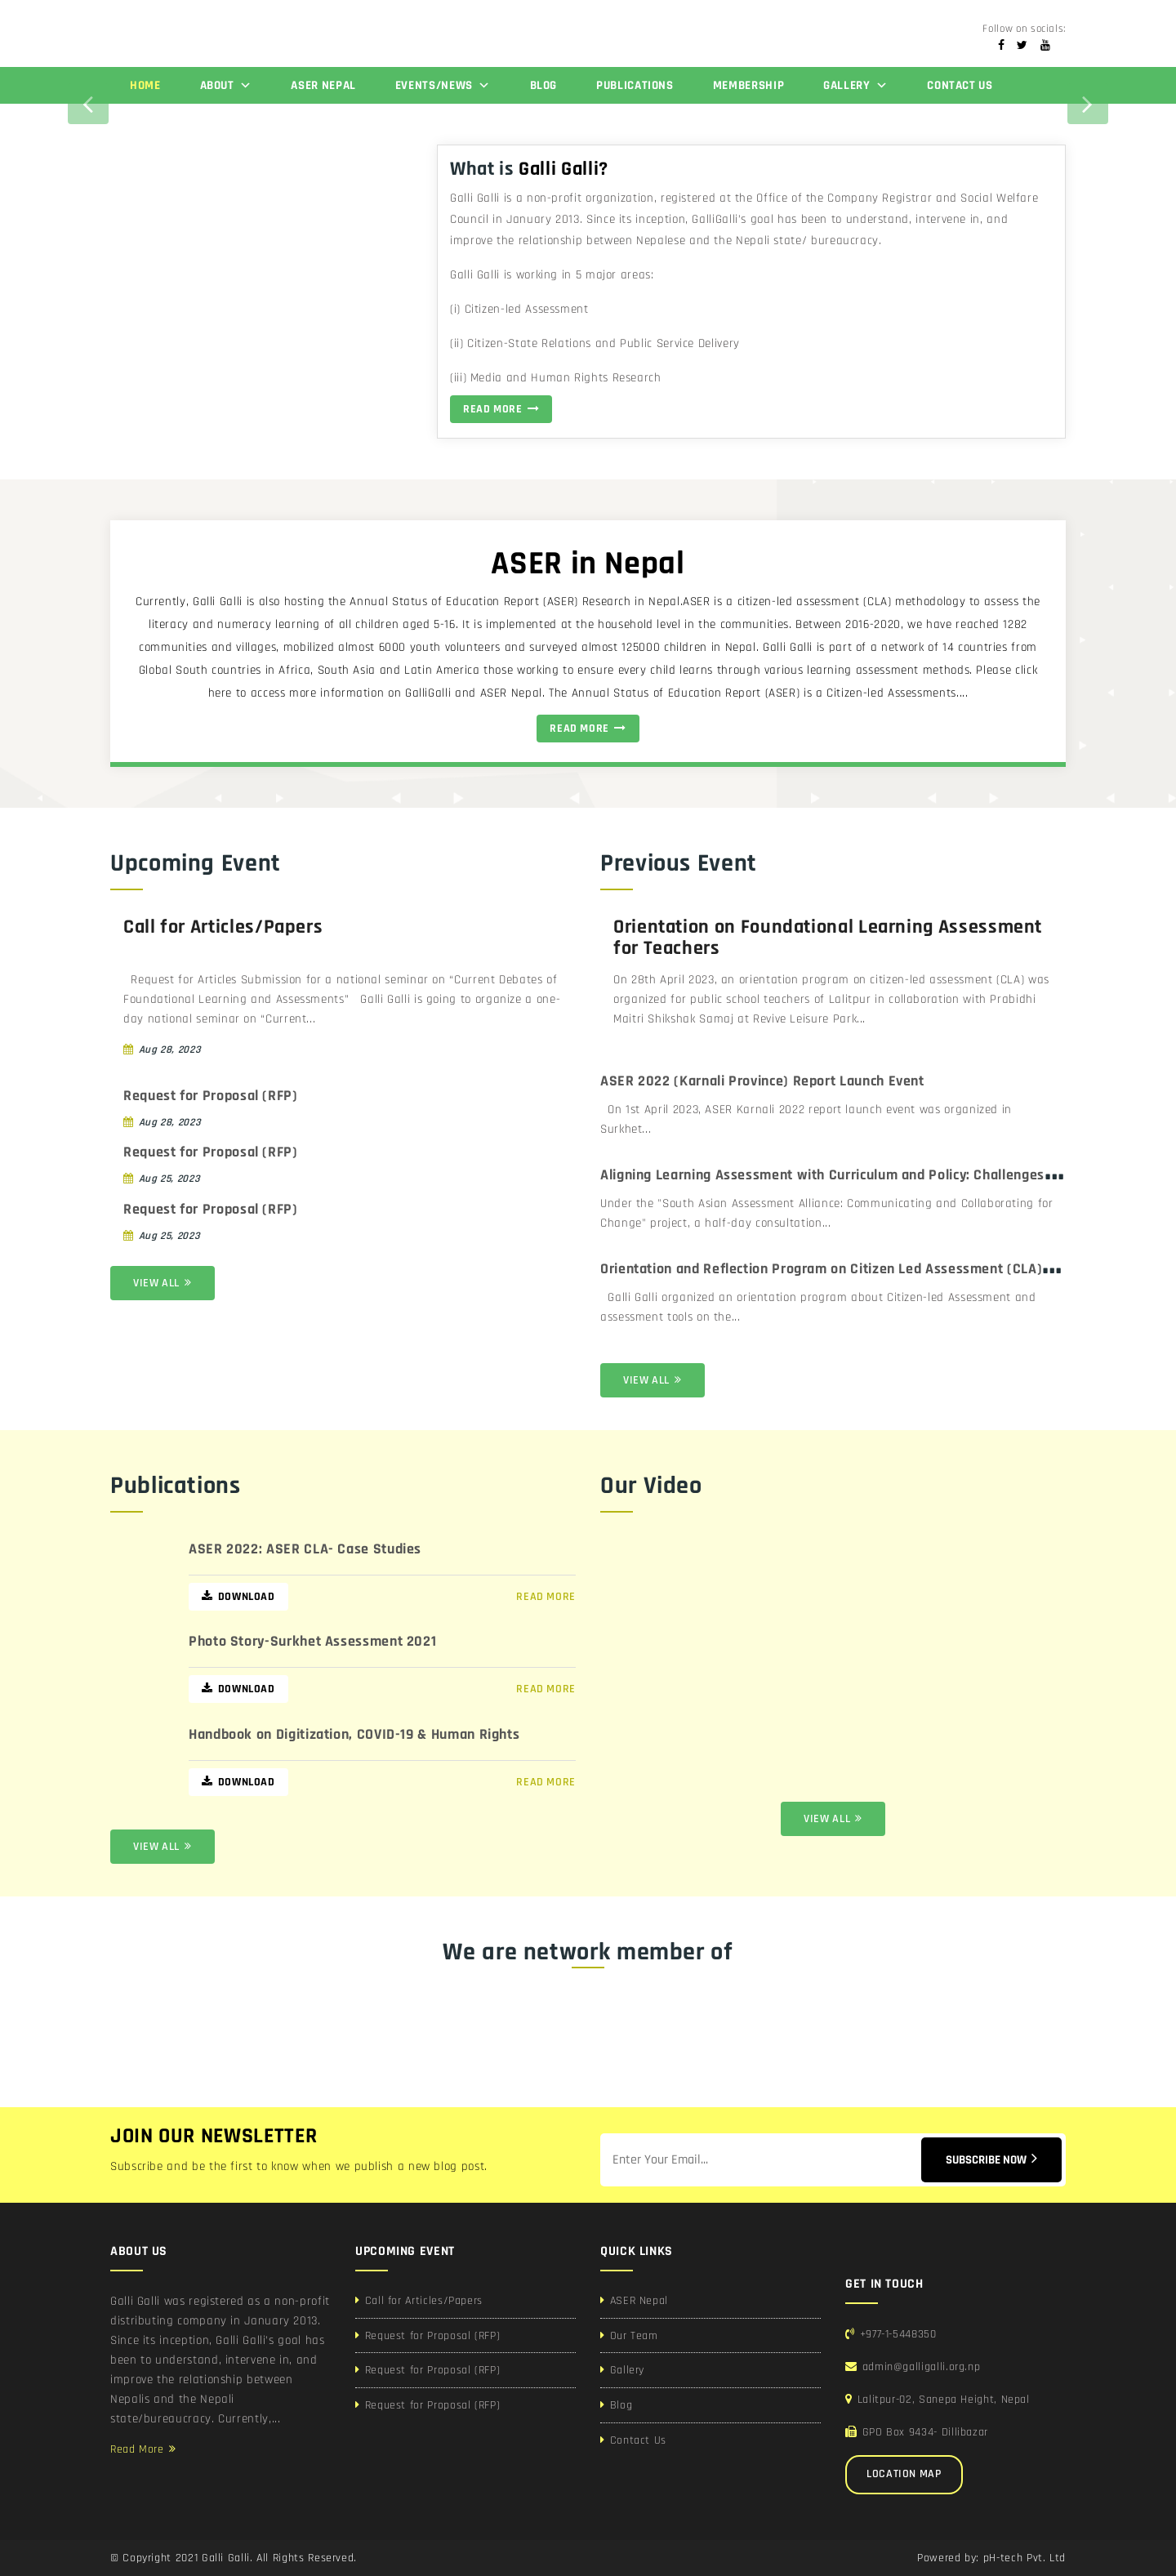 Follow on socials:
HOME ABOUT ASER NEPAL EVENTS/NEWS BLOG PUBLICATIONS MEMBERSHIP GALLERY CONTACT US
What is Galli Galli?
Galli Galli is a non-profit organization, registered at the Office of the Company Registrar and Social Welfare
Council in January 2013. Since its inception, GalliGalli's goal has been to understand, intervene in, and
improve the relationship between Nepalese and the Nepali state/ bureaucracy.
Galli Galli is working in 5 major areas:
(i) Citizen-led Assessment
(ii) Citizen-State Relations and Public Service Delivery
(iii) Media and Human Rights Research
READ MORE
ASER in Nepal
Currently, Galli Galli is also hosting the Annual Status of Education Report (ASER) Research in Nepal.ASER is a citizen-led assessment (CLA) methodology to assess the
literacy and numeracy learning of all children aged 5-16. It is implemented at the household level in the communities. Between 2016-2020, we have reached 1282
communities and villages, mobilized almost 6000 youth volunteers and surveyed almost 125000 children in Nepal. Galli Galli is part of a network of 14 countries from
Global South countries in Africa, South Asia and Latin America those working to ensure every child learns through various learning assessment methods. Please click
here to access more information on GalliGalli and ASER Nepal. The Annual Status of Education Report (ASER) is a Citizen-led Assessments....
READ MORE
Upcoming Event
Call for Articles/Papers
Request for Articles Submission for a national seminar on "Current Debates of
Foundational Learning and Assessments" Galli Galli is going to organize a one-
day national seminar on "Current...
Aug 28, 2023
Request for Proposal (RFP)
Aug 28, 2023
Request for Proposal (RFP)
Aug 25, 2023
Request for Proposal (RFP)
Aug 25, 2023
VIEW ALL
Previous Event
Orientation on Foundational Learning Assessment
for Teachers
On 28th April 2023, an orientation program on citizen-led assessment (CLA) was
organized for public school teachers of Lalitpur in collaboration with Prabidhi
Maitri Shikshak Samaj at Revive Leisure Park...
ASER 2022 (Karnali Province) Report Launch Event
On 1st April 2023, ASER Karnali 2022 report launch event was organized in
Surkhet...
Aligning Learning Assessment with Curriculum and Policy: Challenges...
Under the "South Asian Assessment Alliance: Communicating and Collaborating for
Change" project, a half-day consultation...
Orientation and Reflection Program on Citizen Led Assessment (CLA)...
Galli Galli organized an orientation program about Citizen-led Assessment and
assessment tools on the...
VIEW ALL
Publications
ASER 2022: ASER CLA- Case Studies
DOWNLOAD READ MORE
Photo Story-Surkhet Assessment 2021
DOWNLOAD READ MORE
Handbook on Digitization, COVID-19 & Human Rights
DOWNLOAD READ MORE
VIEW ALL
Our Video
VIEW ALL
We are network member of
JOIN OUR NEWSLETTER
Subscribe and be the first to know when we publish a new blog post.
Enter Your Email...
SUBSCRIBE NOW
ABOUT US
Galli Galli was registered as a non-profit
distributing company in January 2013.
Since its inception, Galli Galli's goal has
been to understand, intervene in, and
improve the relationship between
Nepalis and the Nepali
state/bureaucracy. Currently,...
Read More
UPCOMING EVENT
Call for Articles/Papers
Request for Proposal (RFP)
Request for Proposal (RFP)
Request for Proposal (RFP)
QUICK LINKS
ASER Nepal
Our Team
Gallery
Blog
Contact Us
GET IN TOUCH
+977-1-5448350
admin@galligalli.org.np
Lalitpur-02, Sanepa Height, Nepal
GPO Box 9434- Dillibazar
LOCATION MAP
© Copyright 2021 Galli Galli. All Rights Reserved.
Powered by: pH-tech Pvt. Ltd